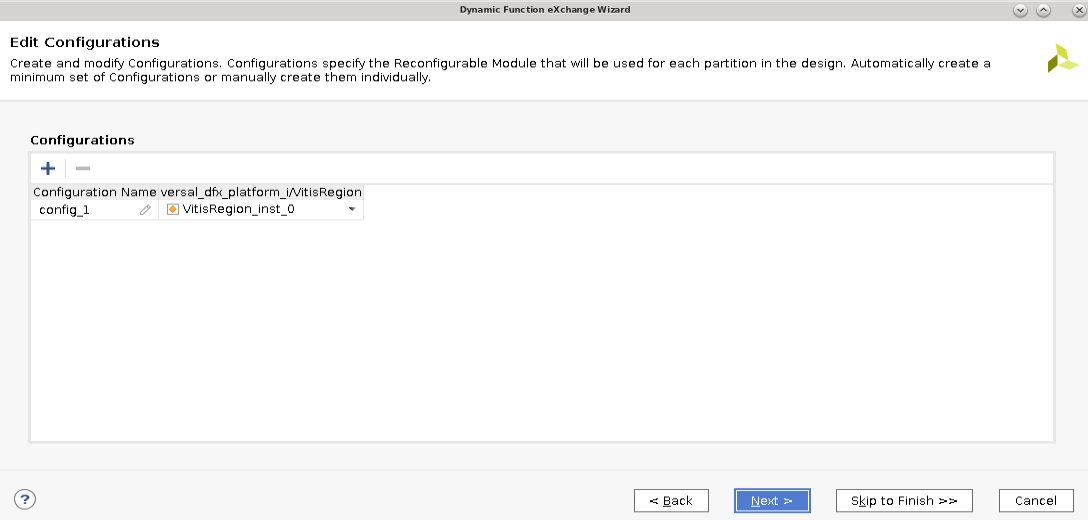 Dynamic Function eXchange Wizard
Edit Configurations
Create and modify Configurations. Configurations specify the Reconfigurable Module that will be used for each partition in the design. Automatically create a
minimum set of Configurations or manually create them individually.
Configurations
Configuration Name versal_dfx_platform_i/VitisRegion
config_1 VitisRegion_inst_0
? < Back Next > Skip to Finish >> Cancel